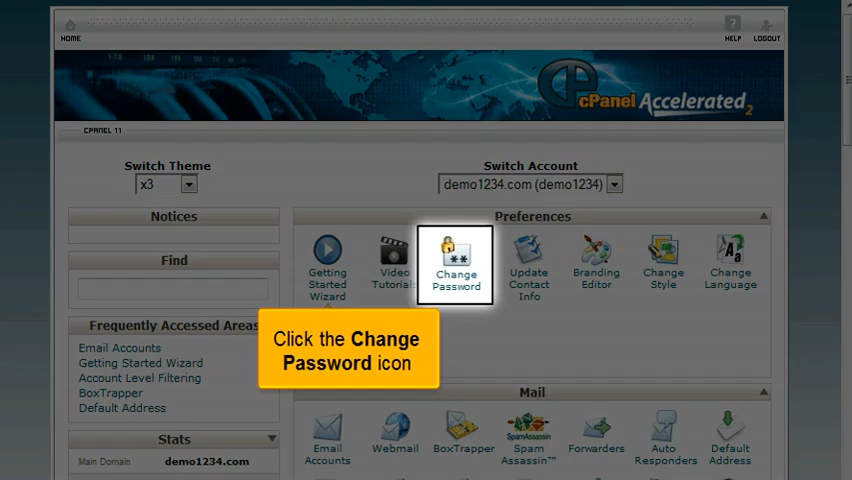 HOME
HELP
LOGOUT
cPanel Accelerated2
CPANEL 11
Switch Theme
x3
Switch Account
demo1234.com (demo1234)
Notices
Find
Frequently Accessed Areas
Email Accounts
Getting Started Wizard
Account Level Filtering
BoxTrapper
Default Address
Stats
Main Domain
demo1234.com
Preferences
Getting
Started
Wizard
Video
Tutorials
Change
Password
Update
Contact
Info
Branding
Editor
Change
Style
Change
Language
Click the Change
Password icon
Mail
Email
Accounts
Webmail
BoxTrapper
SpamAssassin
Spam
Assassin™
Forwarders
Auto
Responders
Default
Address